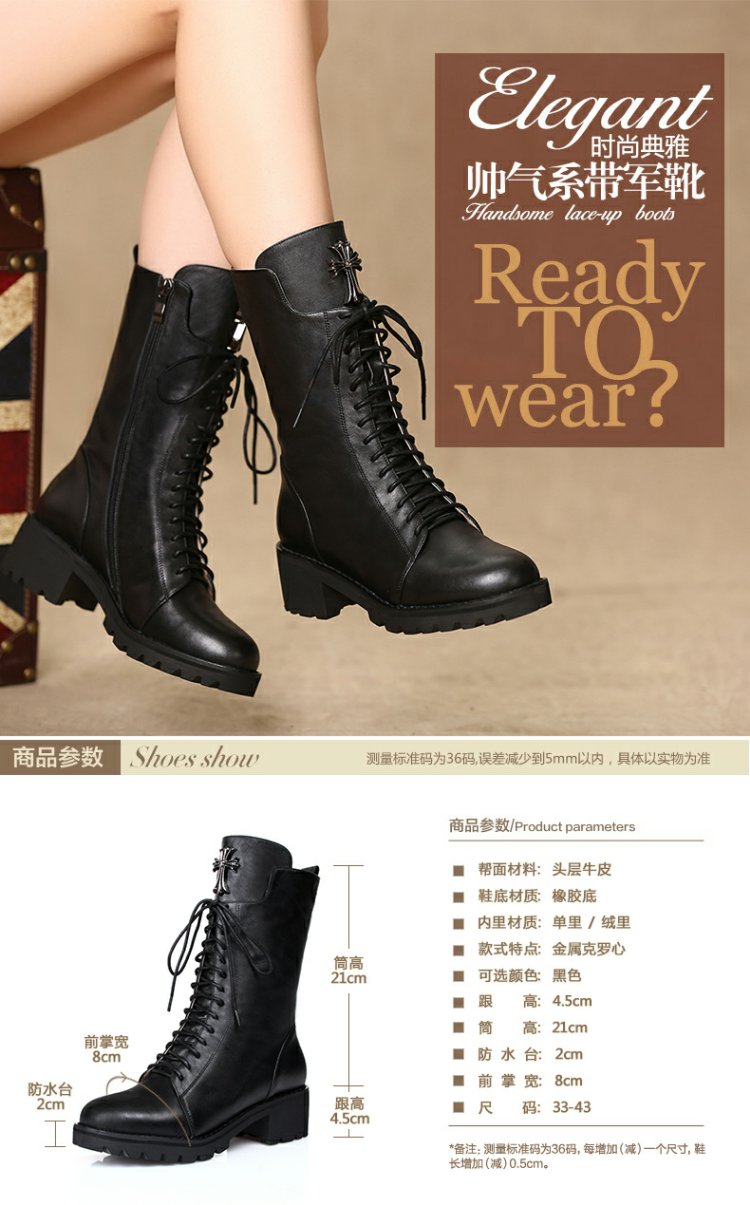 Elegant
时尚典雅
帅气系带军靴
Handsome lace-up boots
Ready
TO
wear?
商品参数
Shoes show
测量标准码为36码,误差减少到5mm以内，具体以实物为准
商品参数/Product parameters
帮面材料: 头层牛皮
鞋底材质: 橡胶底
内里材质: 单里 / 绒里
款式特点: 金属克罗心
可选颜色: 黑色
跟 高: 4.5cm
筒 高: 21cm
防 水 台: 2cm
前 掌 宽: 8cm
尺 码: 33-43
*备注: 测量标准码为36码, 每增加(减)一个尺寸, 鞋
长增加(减) 0.5cm。
筒高
21cm
前掌宽
8cm
防水台
2cm
跟高
4.5cm